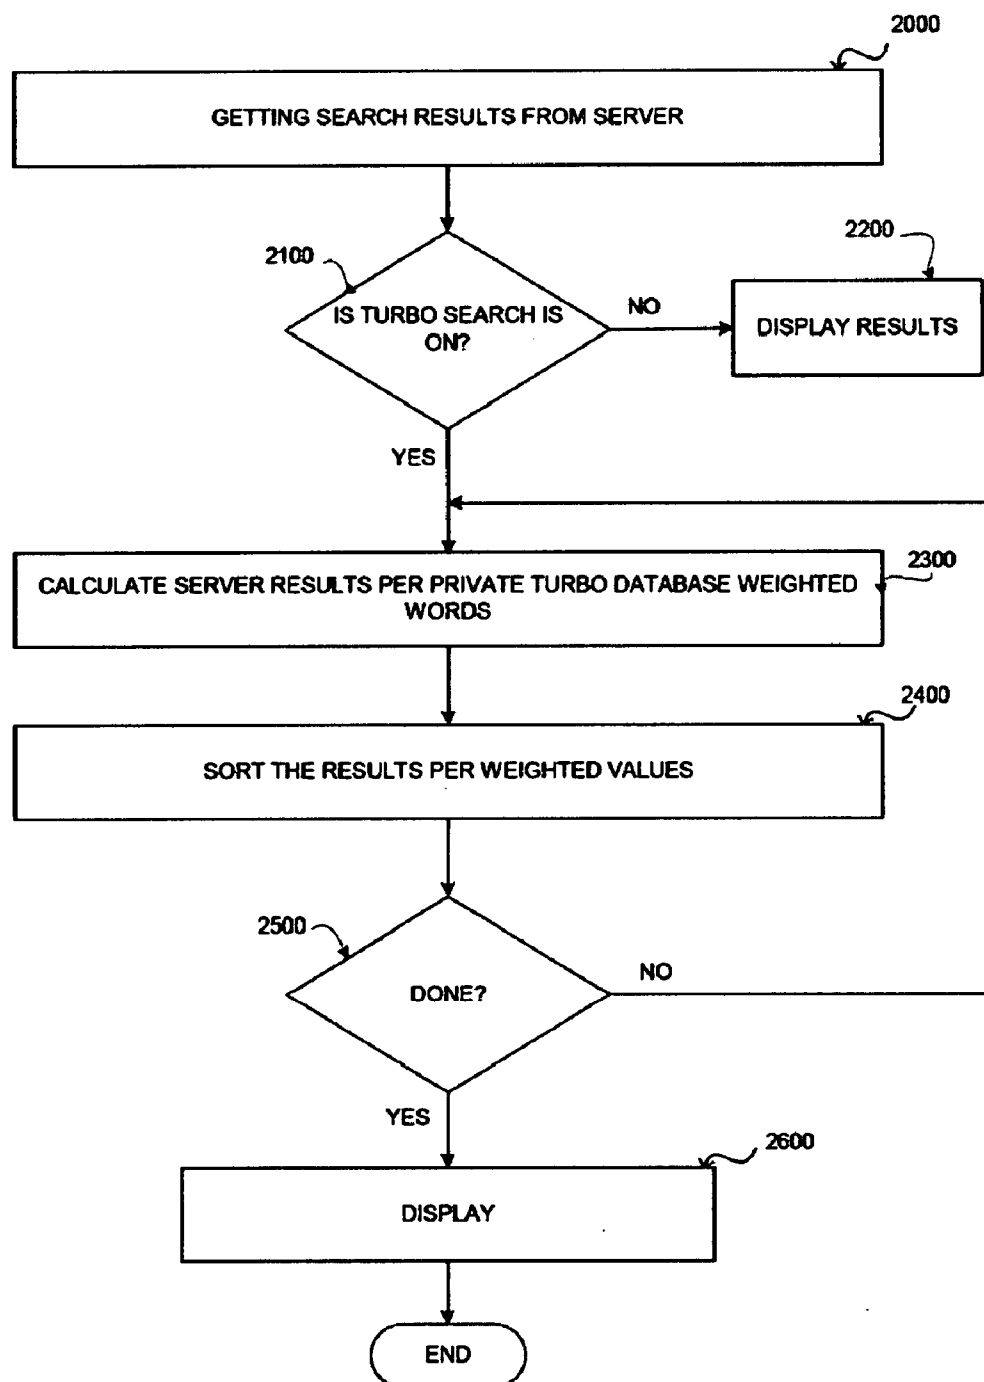 2000
GETTING SEARCH RESULTS FROM SERVER
2100
IS TURBO SEARCH IS
ON?
NO
2200
DISPLAY RESULTS
YES
2300
CALCULATE SERVER RESULTS PER PRIVATE TURBO DATABASE WEIGHTED
WORDS
2400
SORT THE RESULTS PER WEIGHTED VALUES
2500
DONE?
NO
YES
2600
DISPLAY
END